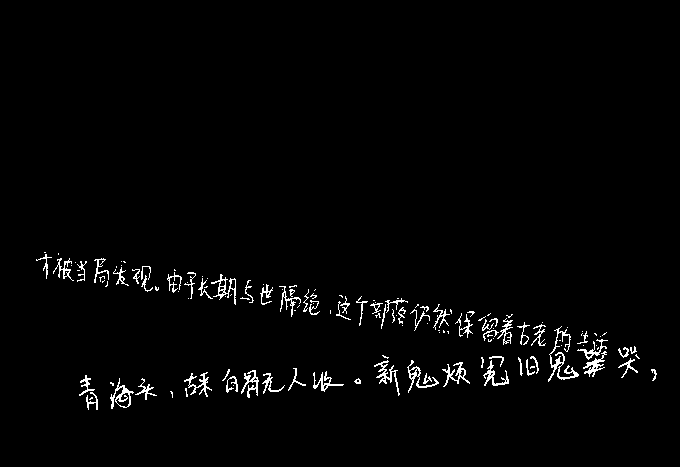 才被当局发现。由于长期与世隔绝，这个部落仍然保留着古老的生活
青海头，古来白骨无人收。新鬼烦冤旧鬼哭，